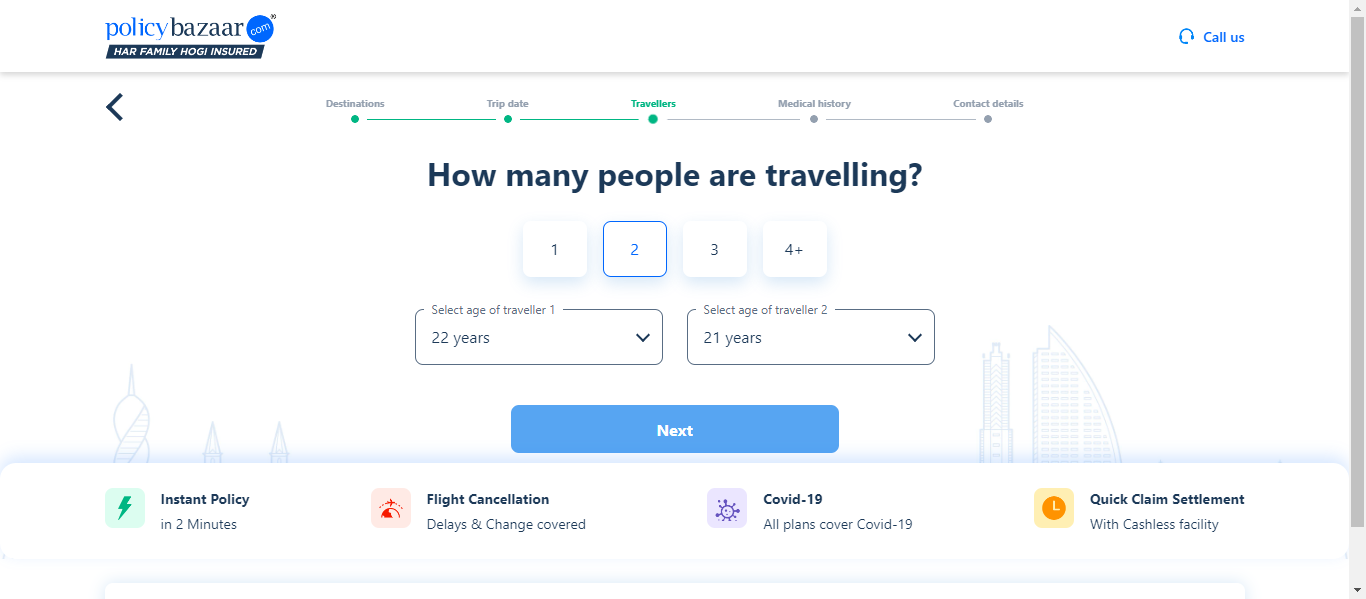 policybazaar.com®
HAR FAMILY HOGI INSURED
Call us
Destinations
Trip date
Travellers
Medical history
Contact details
How many people are travelling?
1
2
3
4+
Select age of traveller 1
22 years
Select age of traveller 2
21 years
Next
Instant Policy
in 2 Minutes
Flight Cancellation
Delays & Change covered
Covid-19
All plans cover Covid-19
Quick Claim Settlement
With Cashless facility